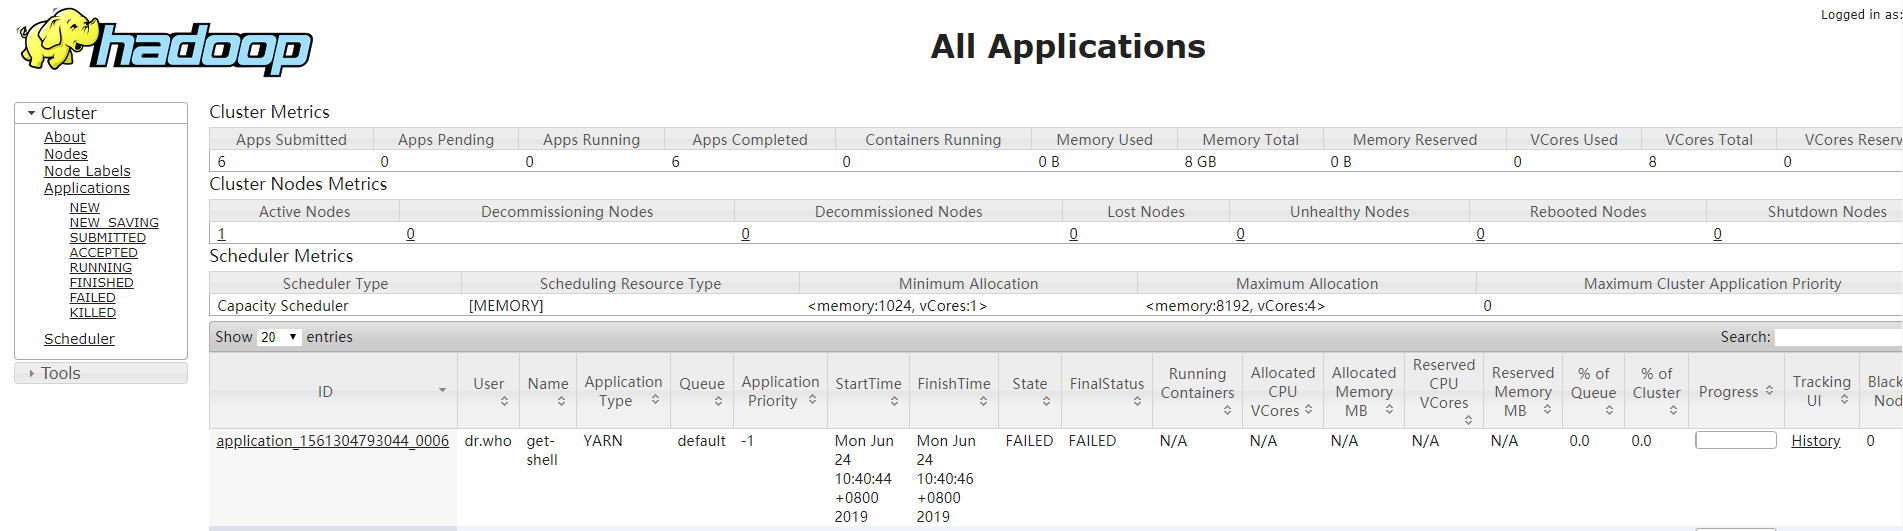 hadoop
All Applications
Logged in as:
Cluster
About
Nodes
Node Labels
Applications
NEW
NEW_SAVING
SUBMITTED
ACCEPTED
RUNNING
FINISHED
FAILED
KILLED
Scheduler
Tools
Cluster Metrics
Apps Submitted Apps Pending Apps Running Apps Completed Containers Running Memory Used Memory Total Memory Reserved VCores Used VCores Total VCores Reserv
6 0 0 6 0 0 B 8 GB 0 B 0 8 0
Cluster Nodes Metrics
Active Nodes Decommissioning Nodes Decommissioned Nodes Lost Nodes Unhealthy Nodes Rebooted Nodes Shutdown Nodes
1 0 0 0 0 0 0
Scheduler Metrics
Scheduler Type Scheduling Resource Type Minimum Allocation Maximum Allocation Maximum Cluster Application Priority
Capacity Scheduler [MEMORY] <memory:1024, vCores:1> <memory:8192, vCores:4> 0
Show 20 entries Search:
ID
User
Name
Application
Type
Queue
Application
Priority
StartTime
FinishTime
State
FinalStatus
Running
Containers
Allocated
CPU
VCores
Allocated
Memory
MB
Reserved
CPU
VCores
Reserved
Memory
MB
% of
Queue
% of
Cluster
Progress
Tracking
UI
Black
Nod
application_1561304793044_0006
dr.who
get-
shell
YARN
default
-1
Mon Jun
24
10:40:44
+0800
2019
Mon Jun
24
10:40:46
+0800
2019
FAILED
FAILED
N/A
N/A
N/A
N/A
N/A
0.0
0.0
History
0